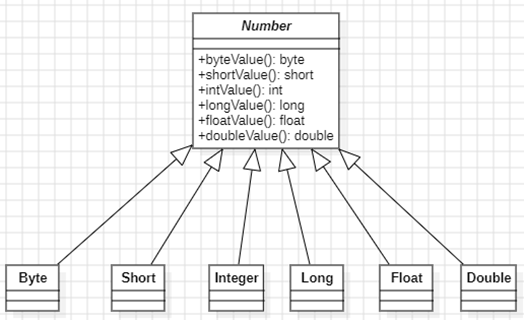 Number
+byteValue(): byte
+shortValue(): short
+intValue(): int
+longValue(): long
+floatValue(): float
+doubleValue(): double
Byte Short Integer Long Float Double